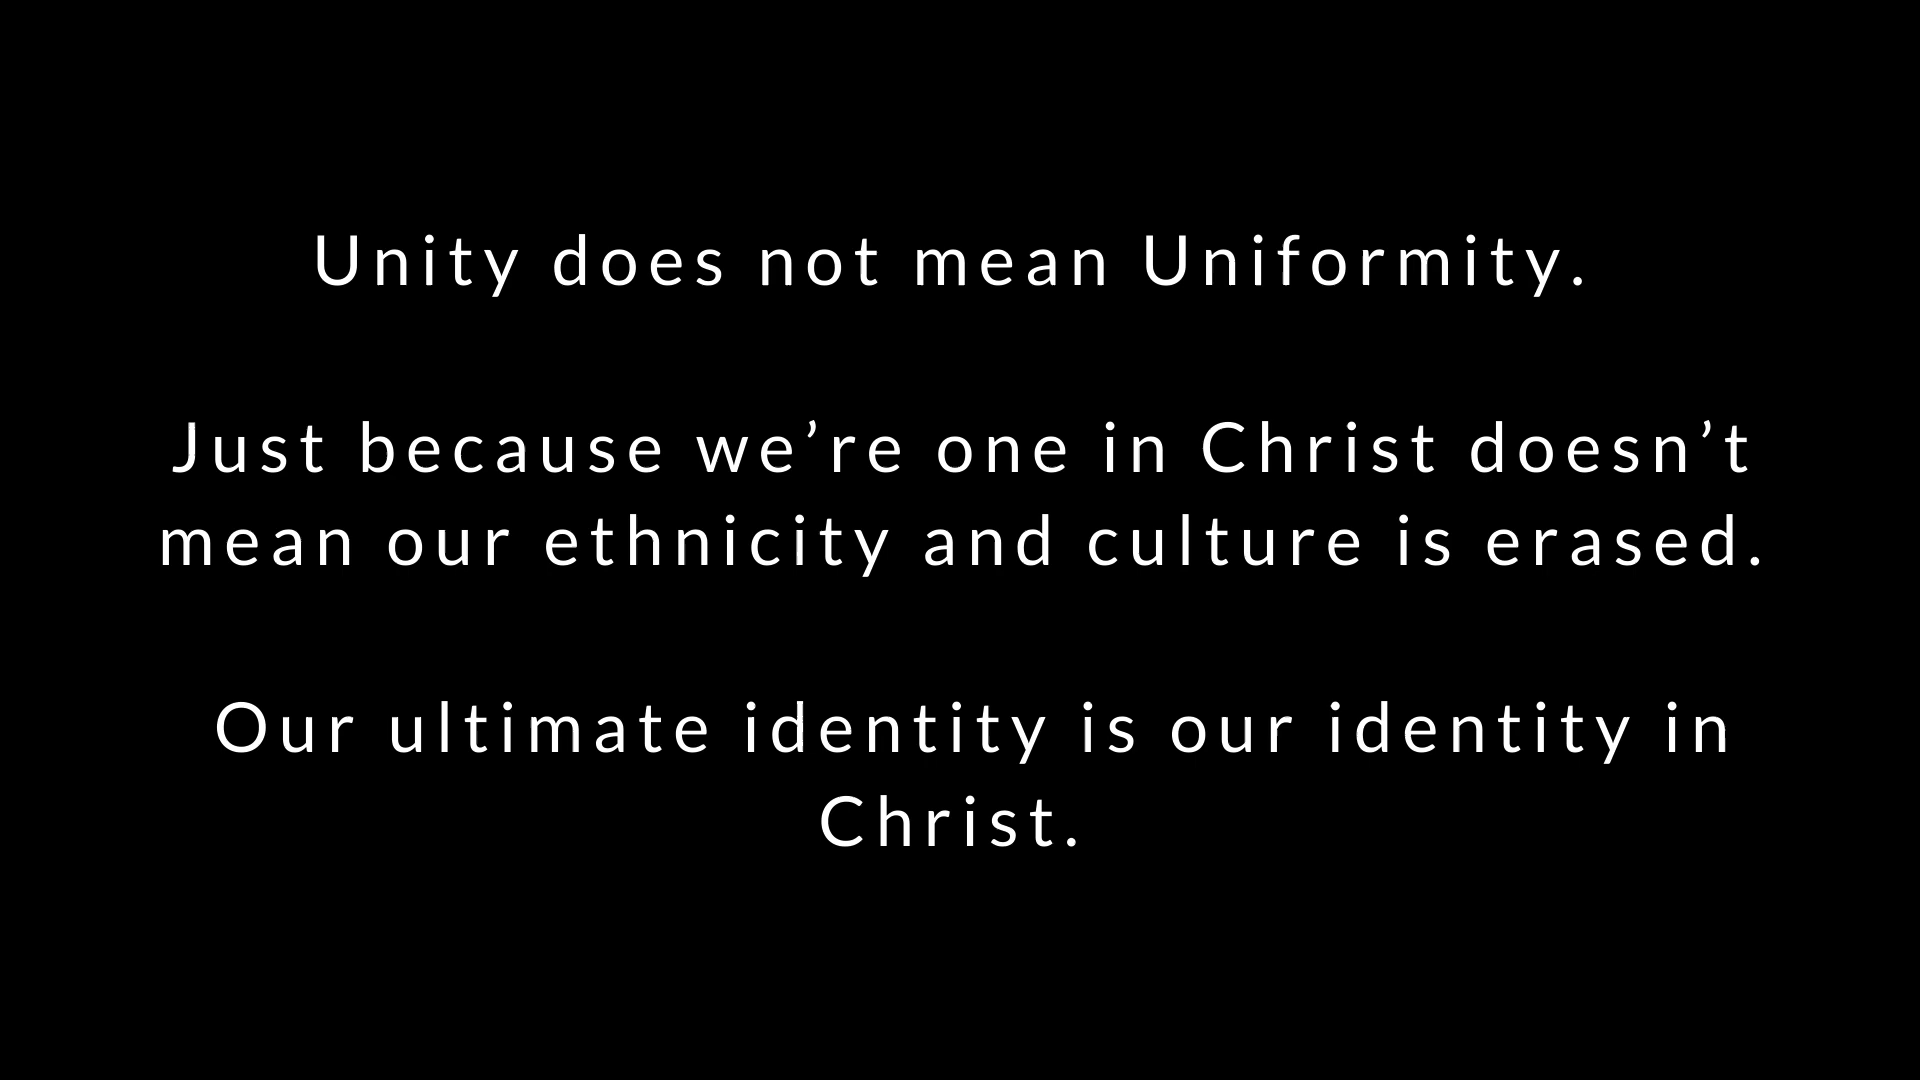 Unity does not mean Uniformity.
Just because we’re one in Christ doesn’t
mean our ethnicity and culture is erased.
Our ultimate identity is our identity in
Christ.